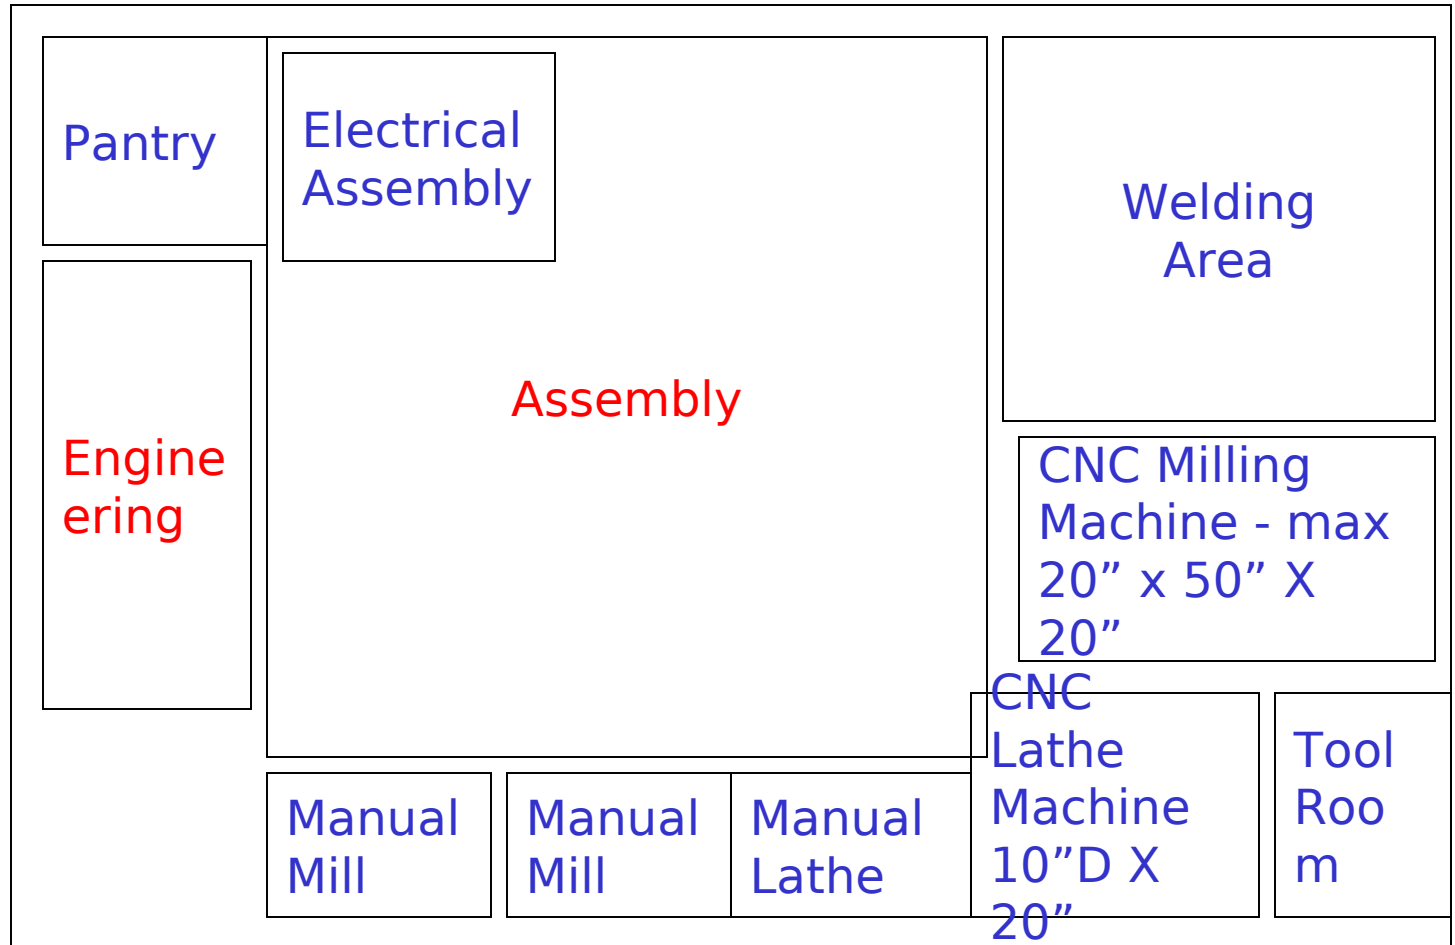 Pantry
Electrical
Assembly
Welding
Area
Assembly
Engine
ering
CNC Milling
Machine - max
20” x 50” X
20”
Manual
Mill
Manual
Mill
Manual
Lathe
CNC
Lathe
Machine
10”D X
20”
Tool
Roo
m